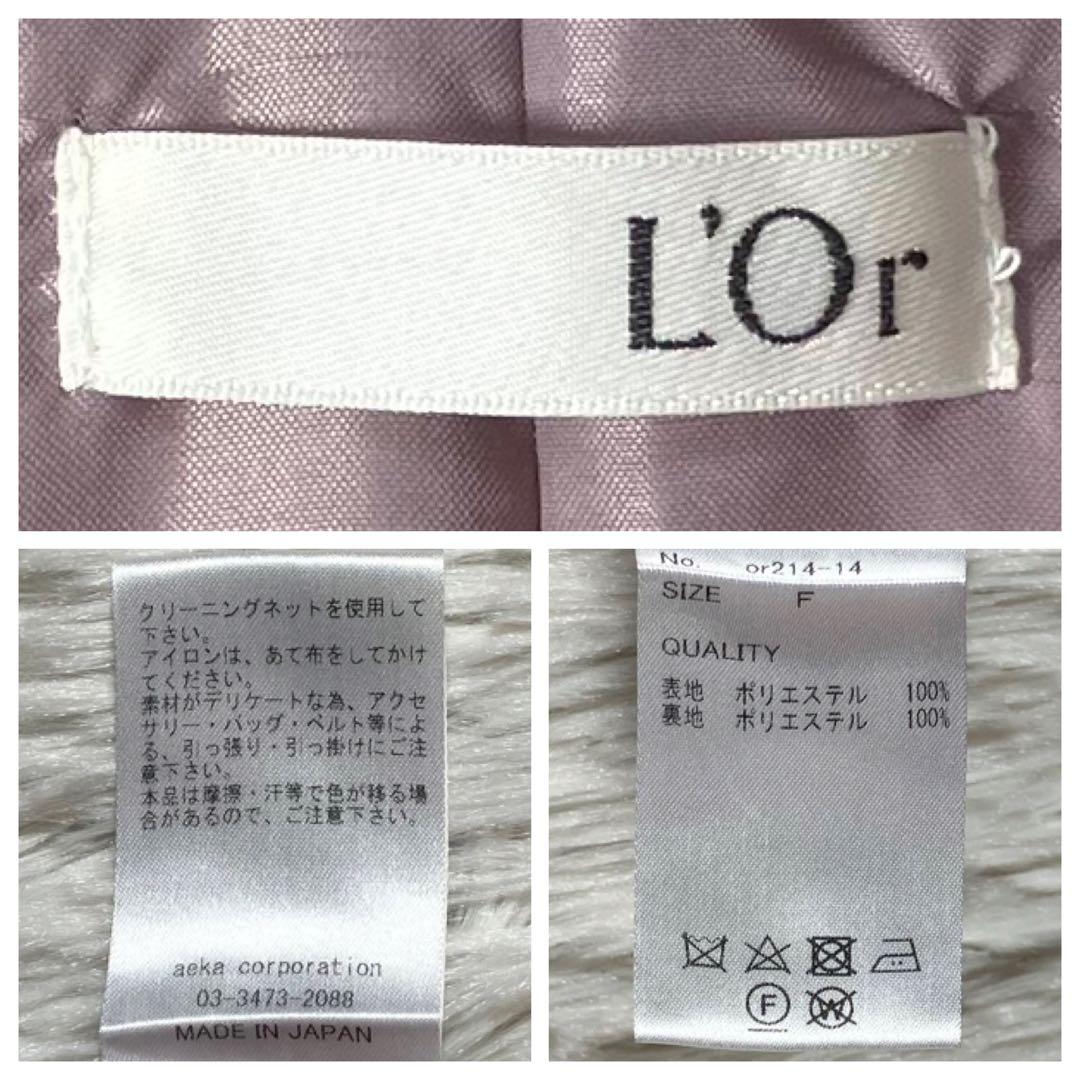 L'Or
クリーニングネットを使用して
下さい。
アイロンは、あて布をしてかけ
てください。
素材がデリケートな為、アクセ
サリー・バッグ・ベルト等によ
る、引っ張り・引っ掛けにご注
意下さい。
本品は摩擦・汗等で色が移る場
合があるので、ご注意下さい。
aeka corporation
03-3473-2088
MADE IN JAPAN
No. or214-14
SIZE F
QUALITY
表地 ポリエステル 100%
裏地 ポリエステル 100%
F W